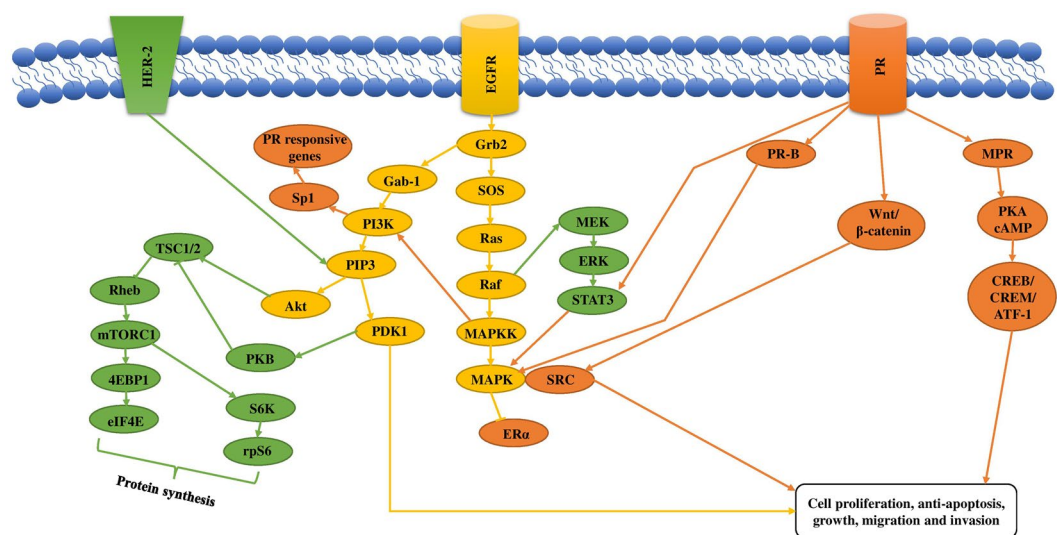 HER-2
EGFR
PR
PR responsive
genes
Grb2
PR-B
MPR
Gab-1
SOS
Sp1
PI3K
Wnt/
β-catenin
PKA
cAMP
MEK
TSC1/2
Ras
PIP3
ERK
Rheb
Raf
STAT3
CREB/
CREM/
ATF-1
Akt
mTORC1
PDK1
MAPKK
PKB
4EBP1
MAPK
SRC
eIF4E
S6K
ERα
rpS6
Protein synthesis
Cell proliferation, anti-apoptosis,
growth, migration and invasion